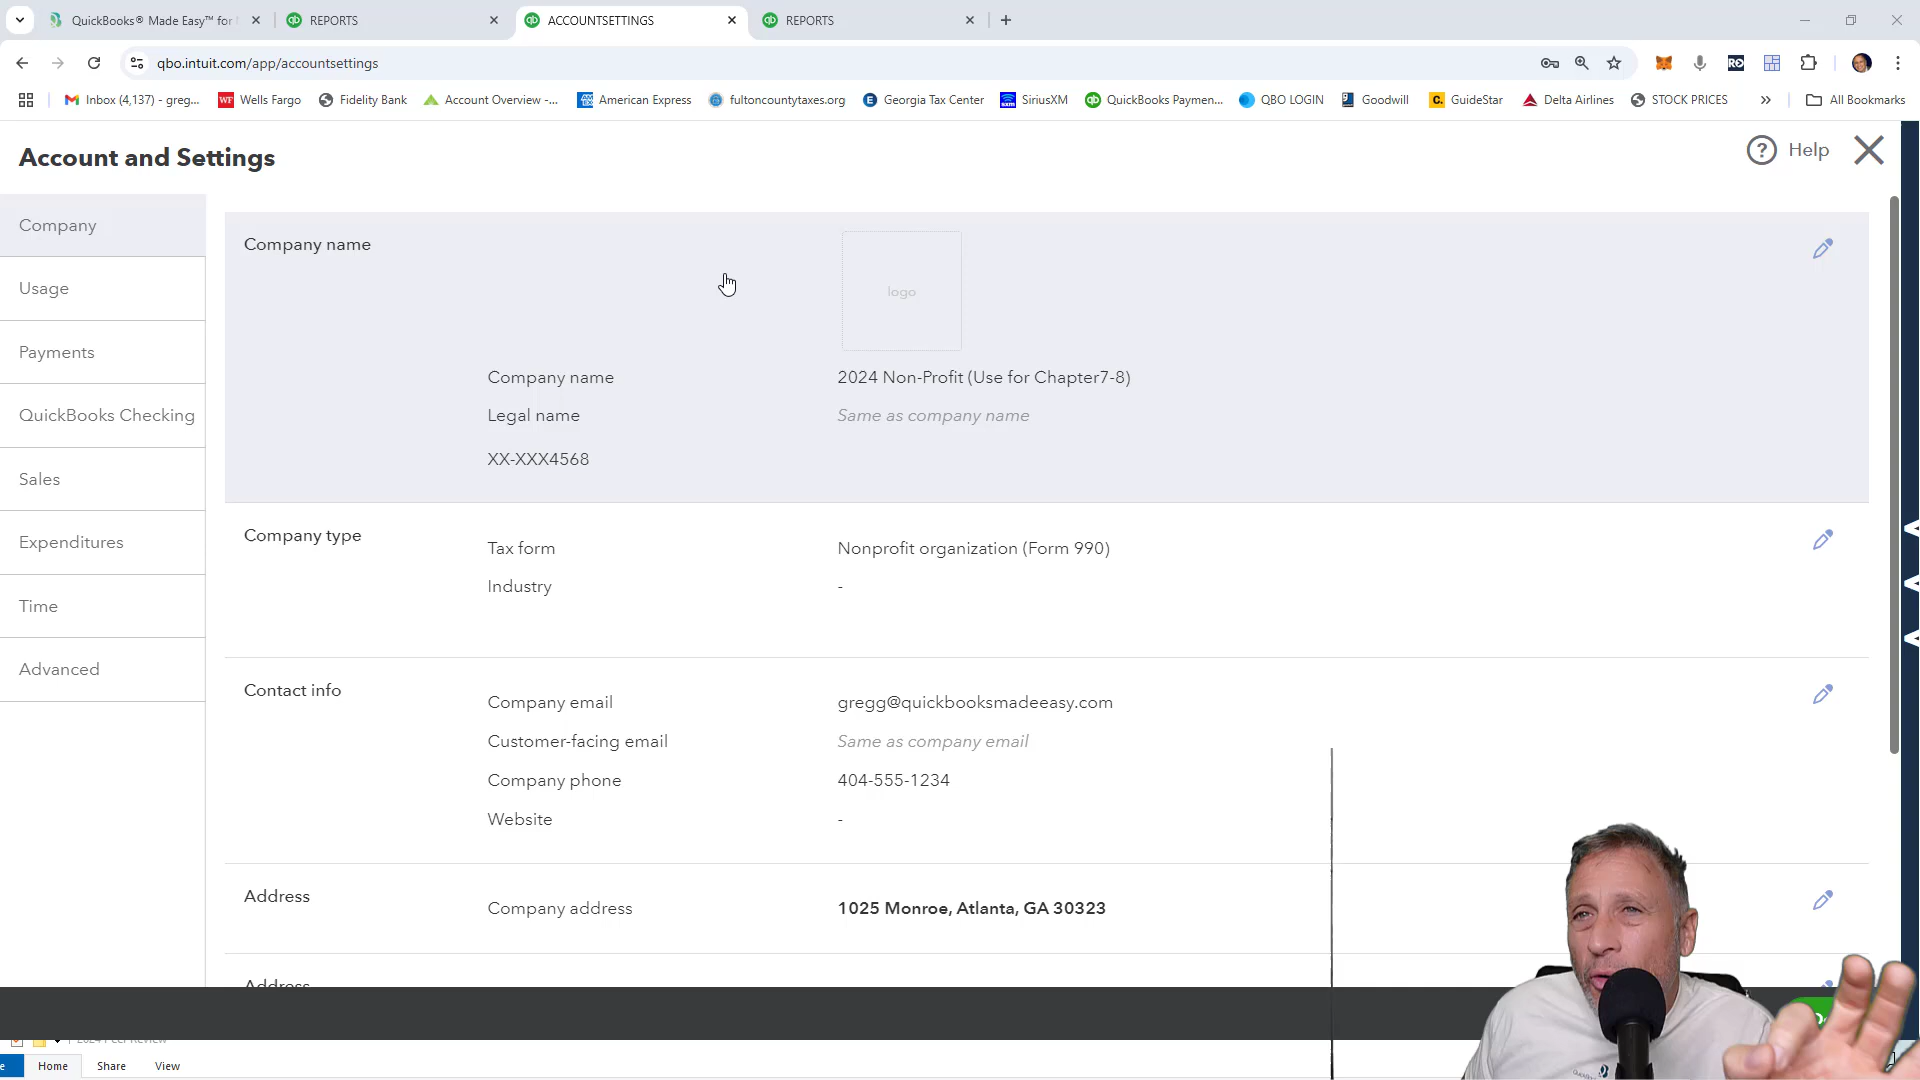 QuickBooks® Made Easy™ for
REPORTS
ACCOUNTSETTINGS
REPORTS
qbo.intuit.com/app/accountsettings
Inbox (4,137) - greg...
WF Wells Fargo
Fidelity Bank
Account Overview -...
American Express
fultoncountytaxes.org
Georgia Tax Center
SiriusXM
QuickBooks Paymen...
QBO LOGIN
Goodwill
GuideStar
Delta Airlines
STOCK PRICES
All Bookmarks
Account and Settings
Help
Company
Usage
Payments
QuickBooks Checking
Sales
Expenditures
Time
Advanced
Company name
logo
Company name 2024 Non-Profit (Use for Chapter7-8)
Legal name Same as company name
XX-XXX4568
Company type
Tax form Nonprofit organization (Form 990)
Industry -
Contact info
Company email gregg@quickbooksmadeeasy.com
Customer-facing email Same as company email
Company phone 404-555-1234
Website -
Address
Company address 1025 Monroe, Atlanta, GA 30323
Address
2024 Peer Review
Home Share View